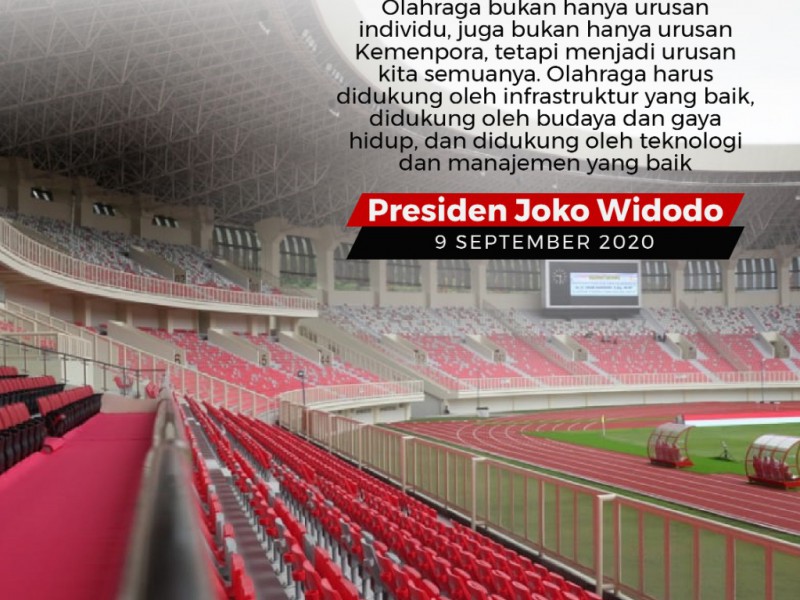 Olahraga bukan hanya urusan
individu, juga bukan hanya urusan
Kemenpora, tetapi menjadi urusan
kita semuanya. Olahraga harus
didukung oleh infrastruktur yang baik,
didukung oleh budaya dan gaya
hidup, dan didukung oleh teknologi
dan manajemen yang baik
Presiden Joko Widodo
9 SEPTEMBER 2020